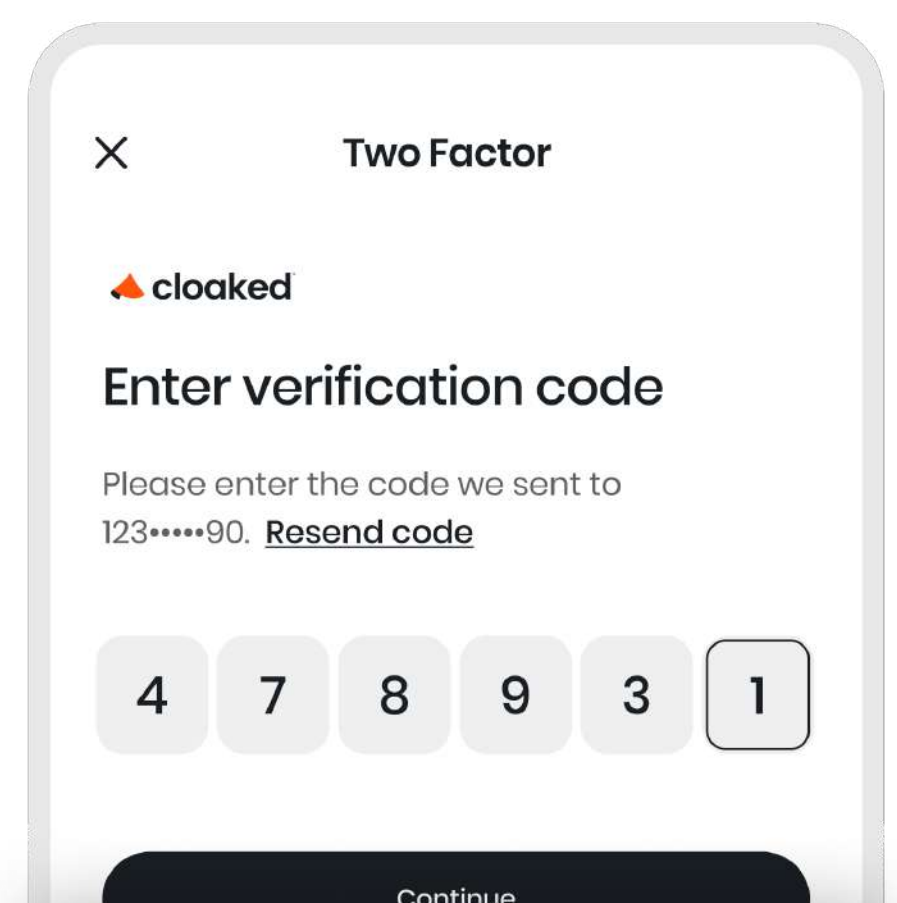 Two Factor
cloaked
Enter verification code
Please enter the code we sent to
123•••••90. Resend code
4 7 8 9 3 1
Continue